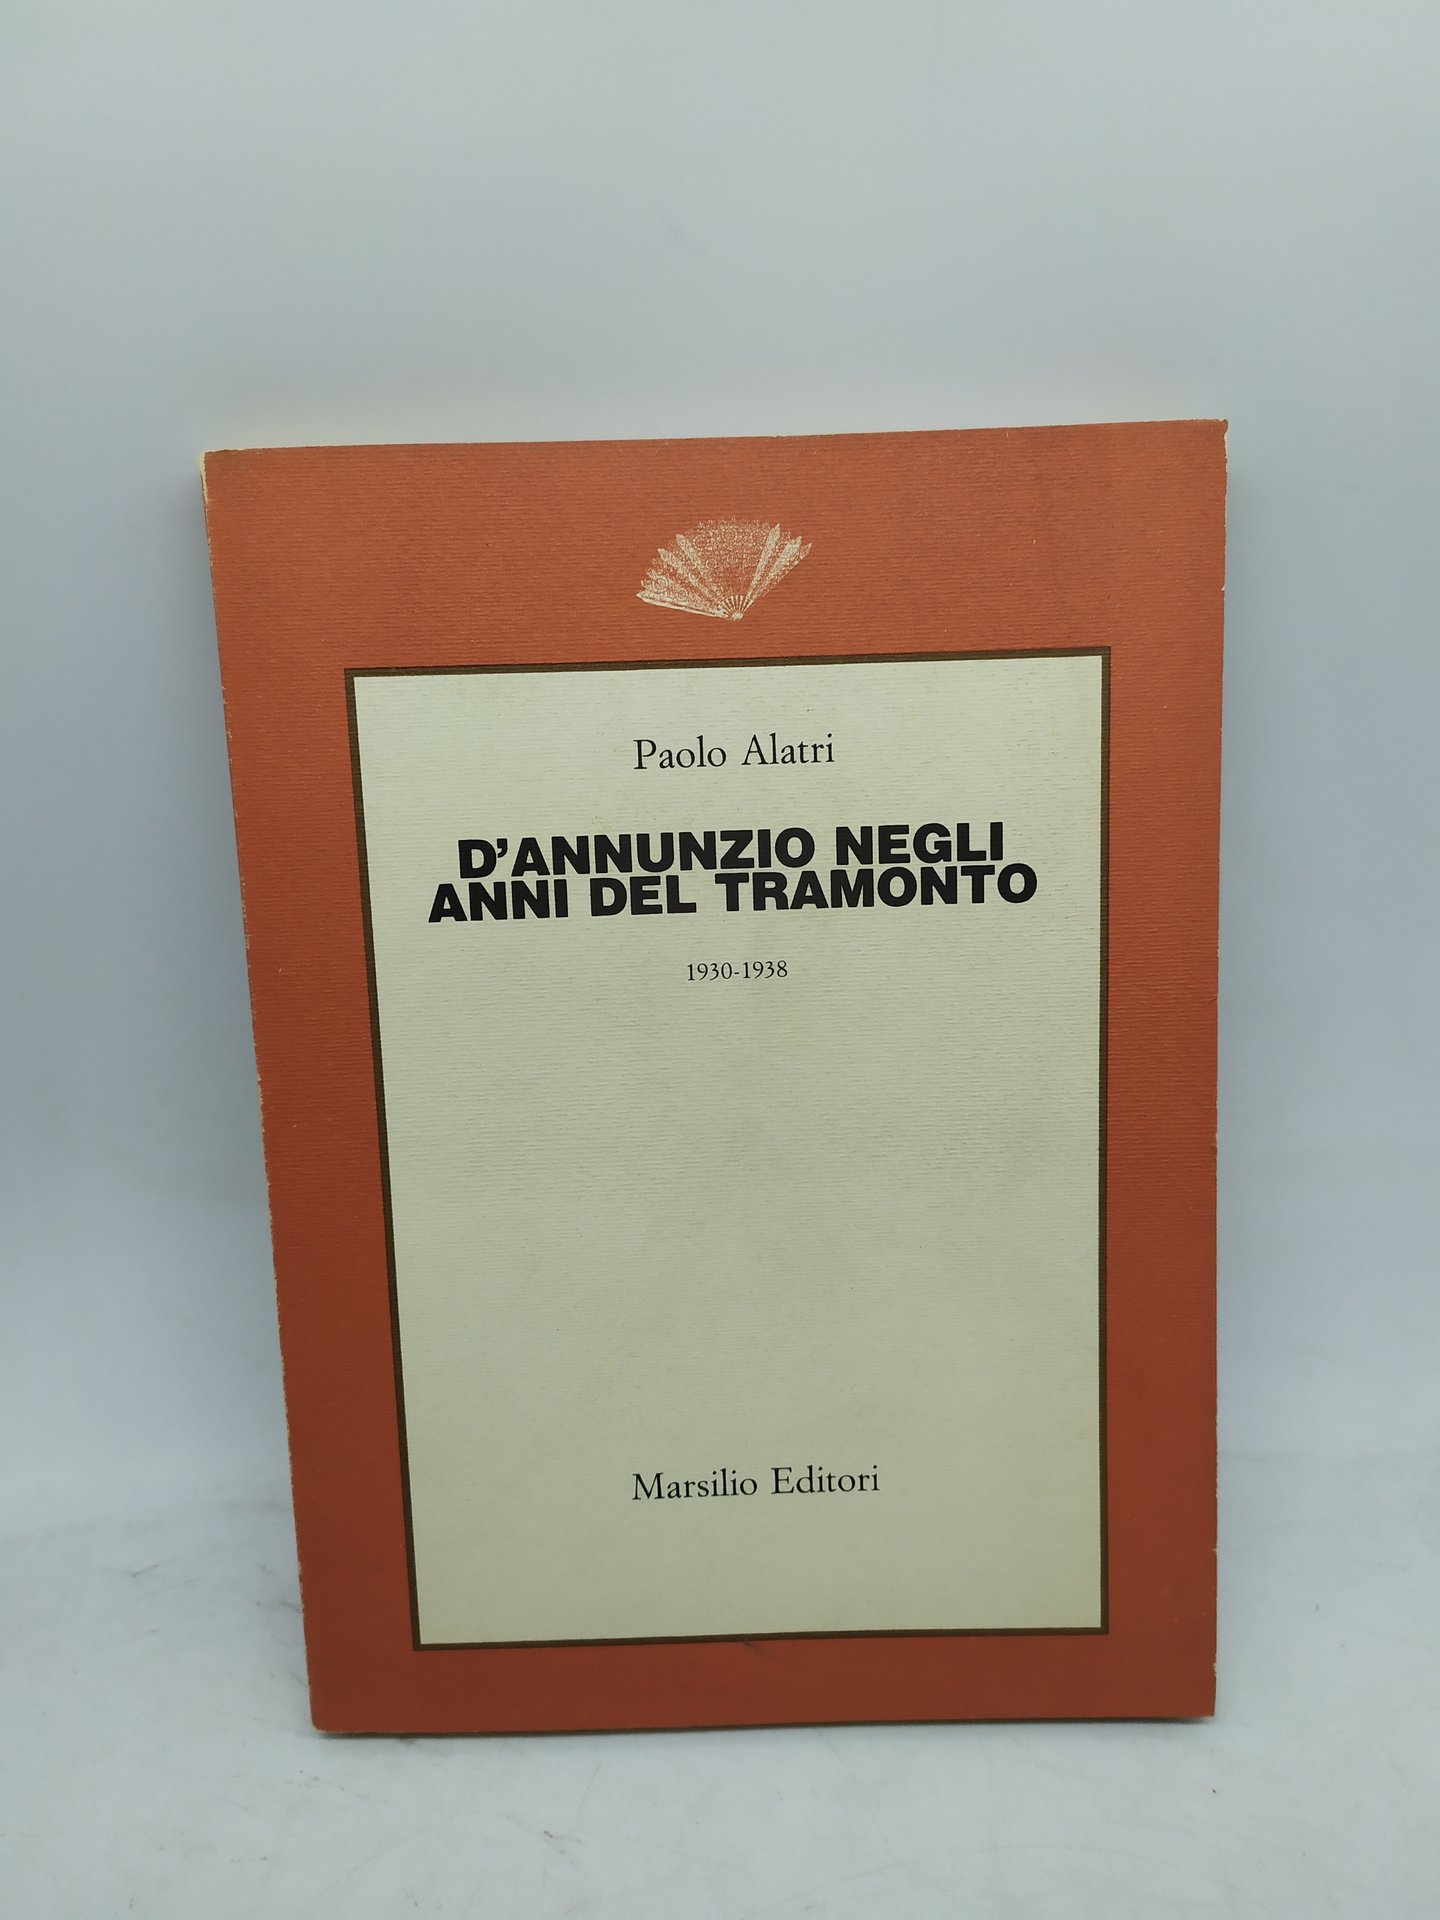 Paolo Alatri
D'ANNUNZIO NEGLI
ANNI DEL TRAMONTO
1930-1938
Marsilio Editori